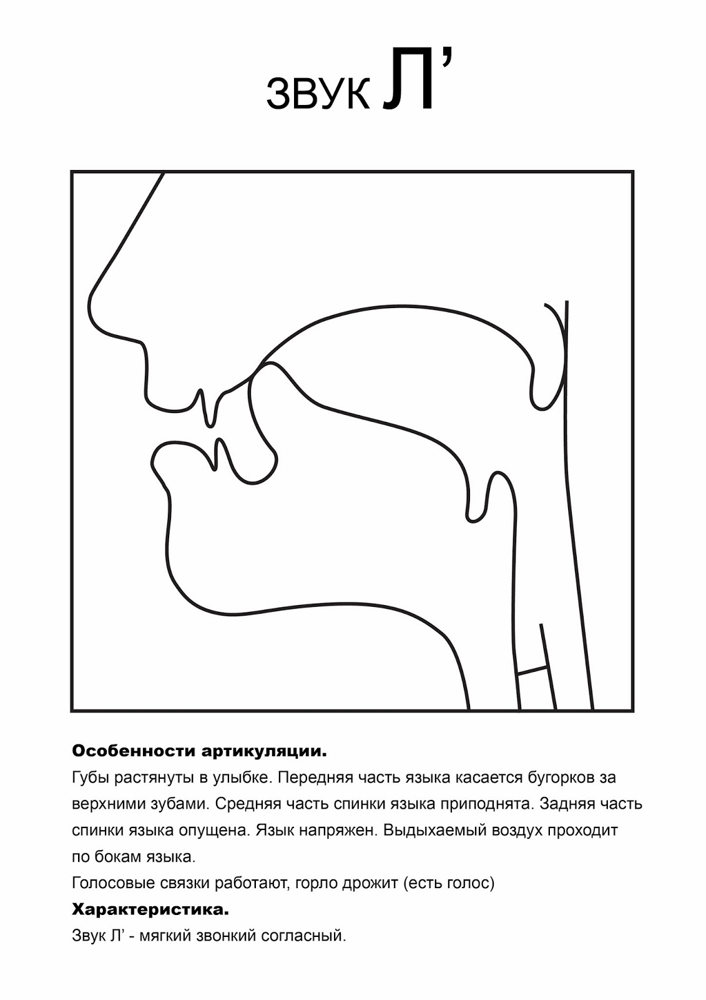 ЗВУК Л’
Особенности артикуляции.
Губы растянуты в улыбке. Передняя часть языка касается бугорков за
верхними зубами. Средняя часть спинки языка приподнята. Задняя часть
спинки языка опущена. Язык напряжен. Выдыхаемый воздух проходит
по бокам языка.
Голосовые связки работают, горло дрожит (есть голос)
Характеристика.
Звук Л’ - мягкий звонкий согласный.